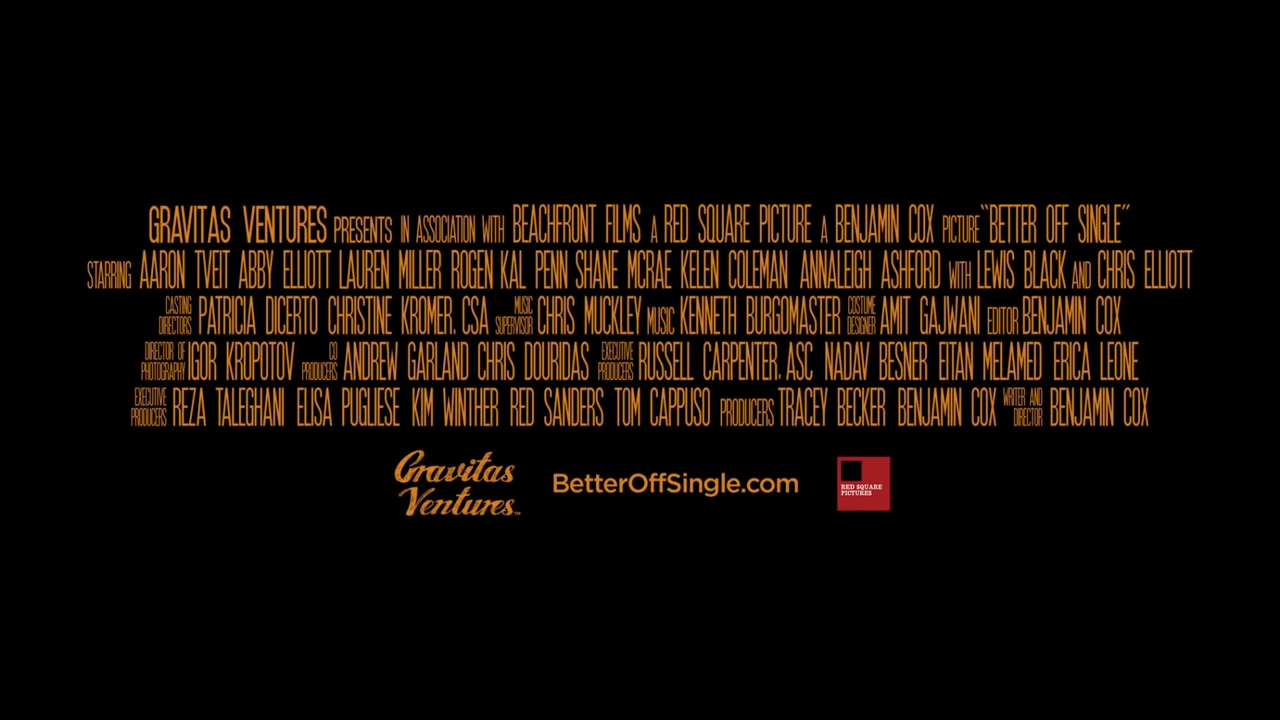 GRAVITAS VENTURES PRESENTS IN ASSOCIATION WITH BEACHFRONT FILMS A RED SQUARE PICTURE A BENJAMIN COX PICTURE "BETTER OFF SINGLE"
STARRING AARON TVEIT ABBY ELLIOTT LAUREN MILLER ROGEN KAL PENN SHANE MCRAE KELEN COLEMAN ANNALEIGH ASHFORD WITH LEWIS BLACK AND CHRIS ELLIOTT
CASTING DIRECTORS PATRICIA DICERTO CHRISTINE KROMER, CSA MUSIC SUPERVISOR CHRIS MUCKLEY MUSIC KENNETH BURGOMASTER COSTUME DESIGNER AMIT GAJWANI EDITOR BENJAMIN COX
DIRECTOR OF PHOTOGRAPHY IGOR KROPOTOV CO PRODUCERS ANDREW GARLAND CHRIS DOURIDAS EXECUTIVE PRODUCERS RUSSELL CARPENTER, ASC NADAV BESNER EITAN MELAMED ERICA LEONE
EXECUTIVE PRODUCERS REZA TALEGHANI ELISA PUGLIESE KIM WINTHER RED SANDERS TOM CAPPUSO PRODUCERS TRACEY BECKER BENJAMIN COX WRITER AND DIRECTOR BENJAMIN COX
Gravitas
Ventures™
BetterOffSingle.com
RED SQUARE
PICTURES